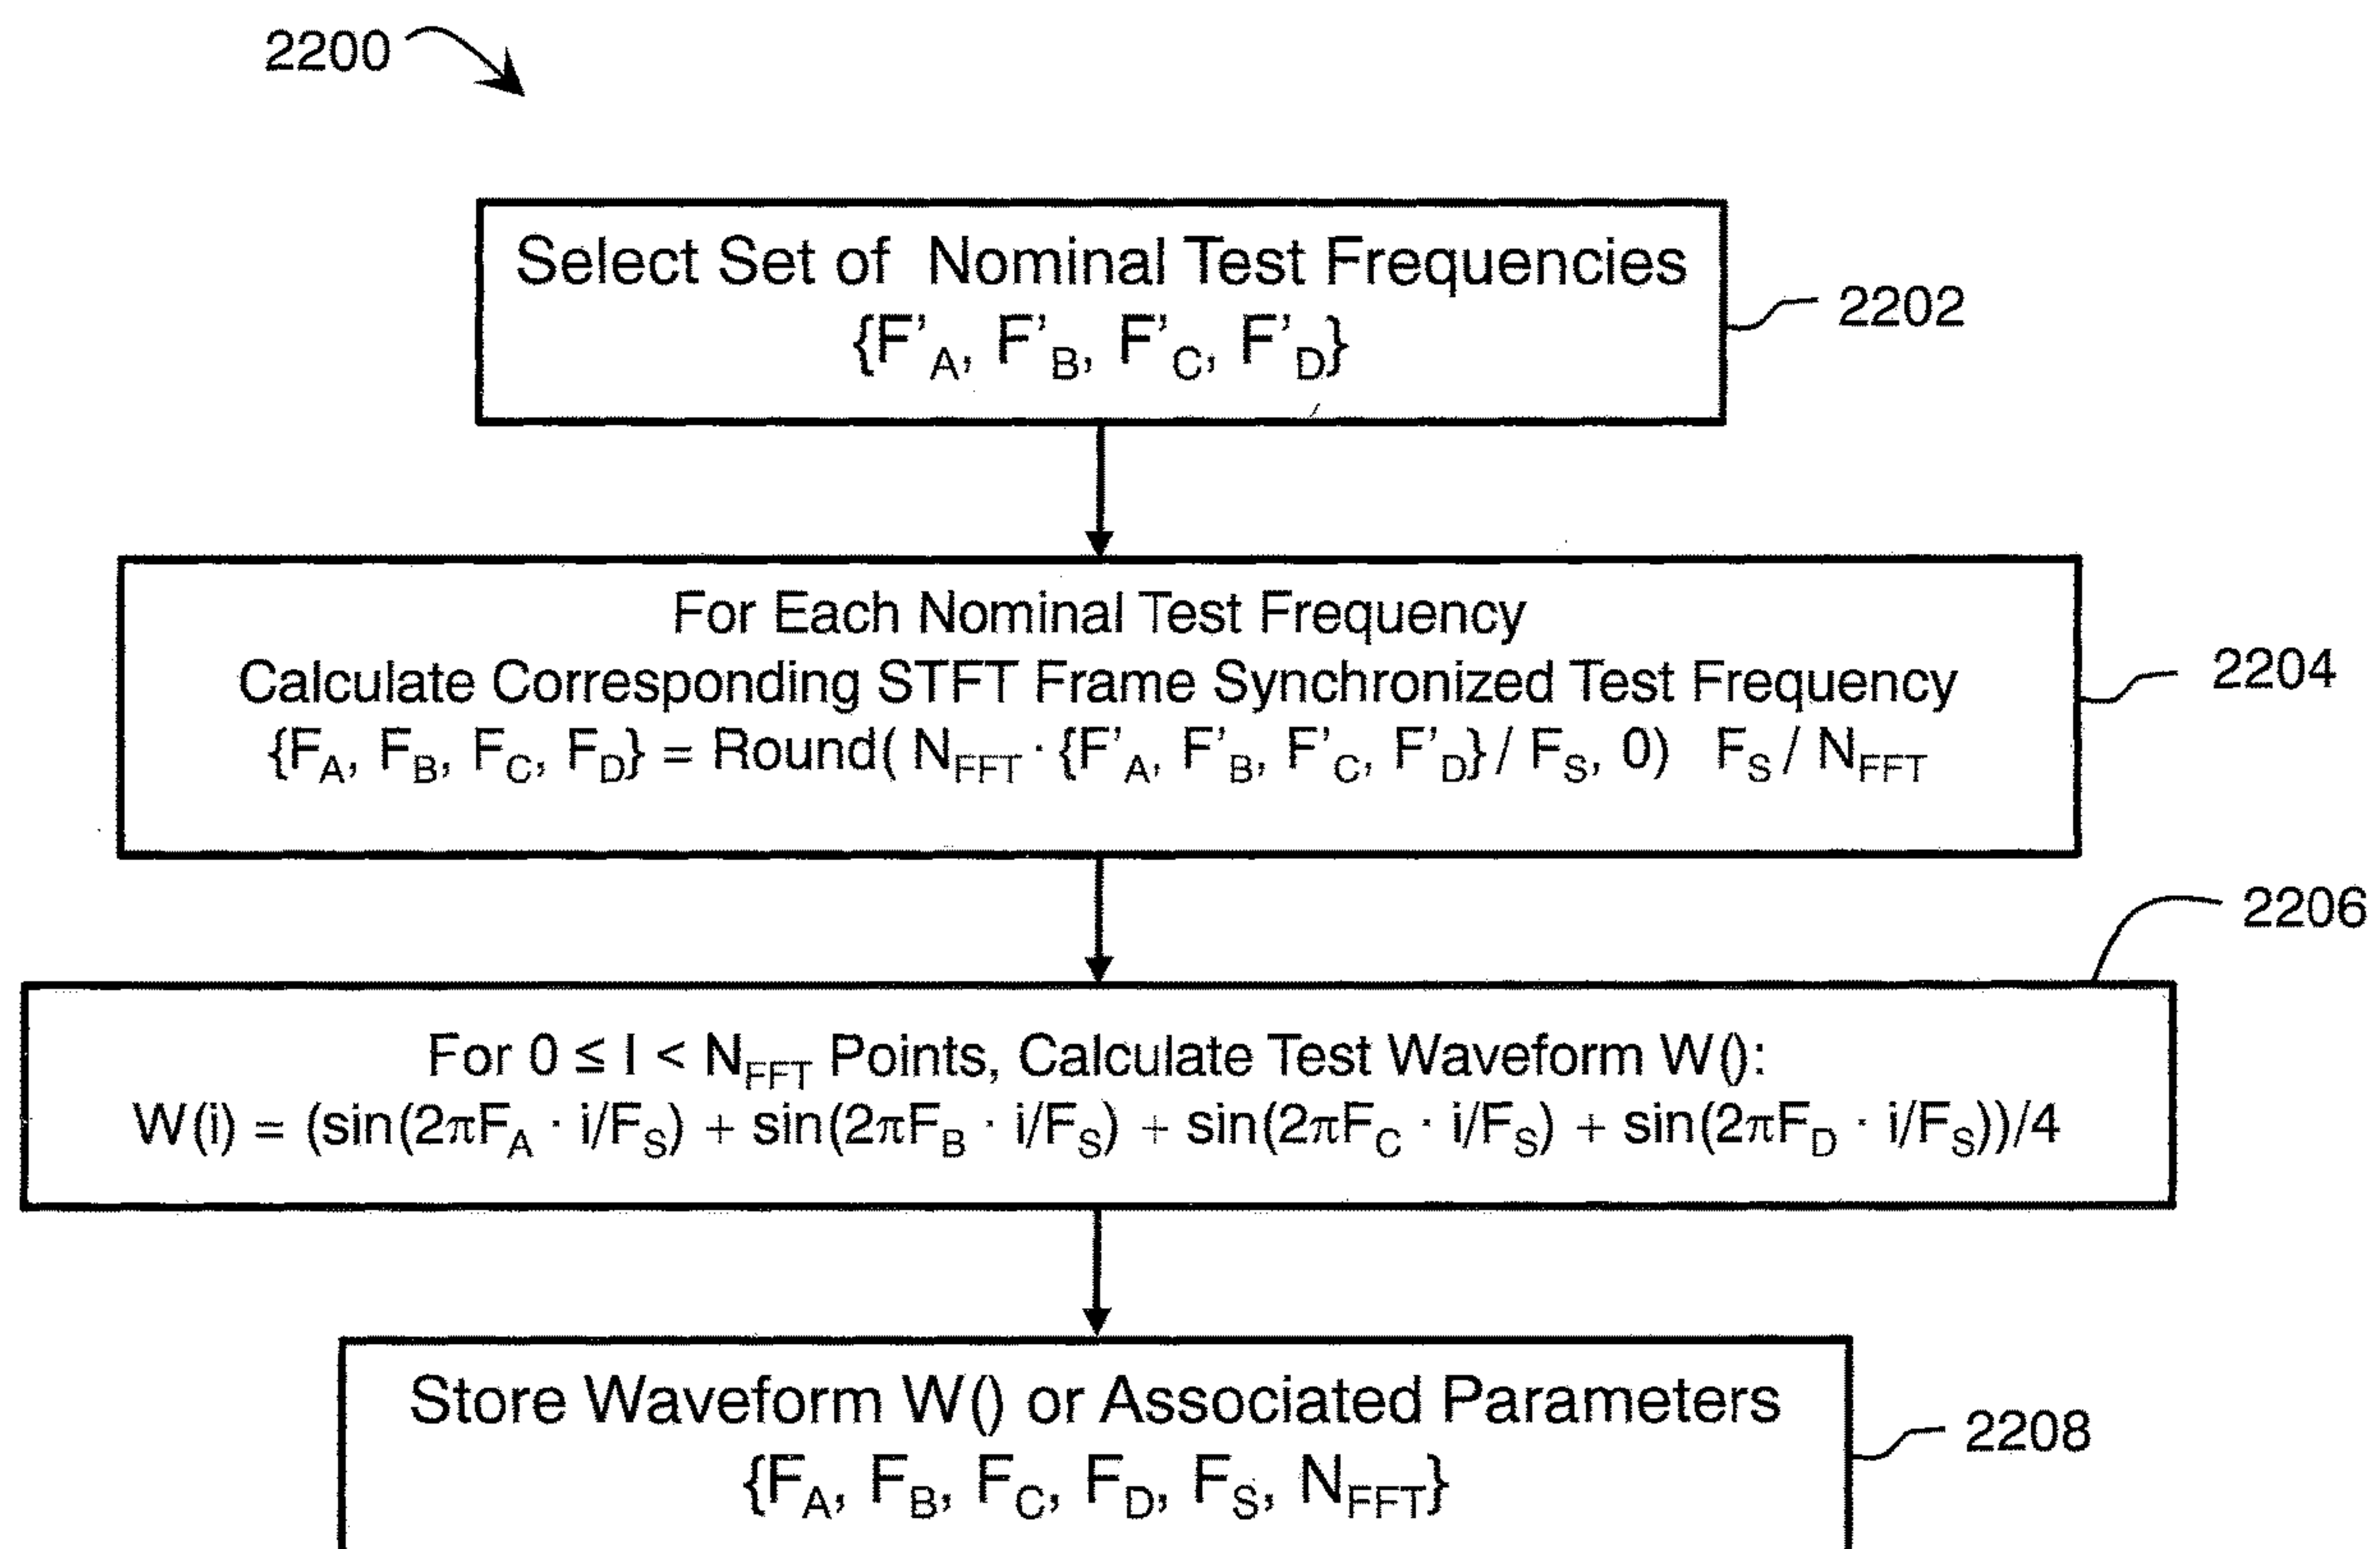 2200
Select Set of Nominal Test Frequencies
{F'A, F'B, F'C, F'D}
2202
For Each Nominal Test Frequency
Calculate Corresponding STFT Frame Synchronized Test Frequency
{FA, FB, FC, FD} = Round( NFFT · {F'A, F'B, F'C, F'D} / FS, 0) FS / NFFT
2204
2206
For 0 ≤ I < NFFT Points, Calculate Test Waveform W():
W(i) = (sin(2πFA · i/FS) + sin(2πFB · i/FS) + sin(2πFC · i/FS) + sin(2πFD · i/FS))/4
Store Waveform W() or Associated Parameters
{FA, FB, FC, FD, FS, NFFT}
2208